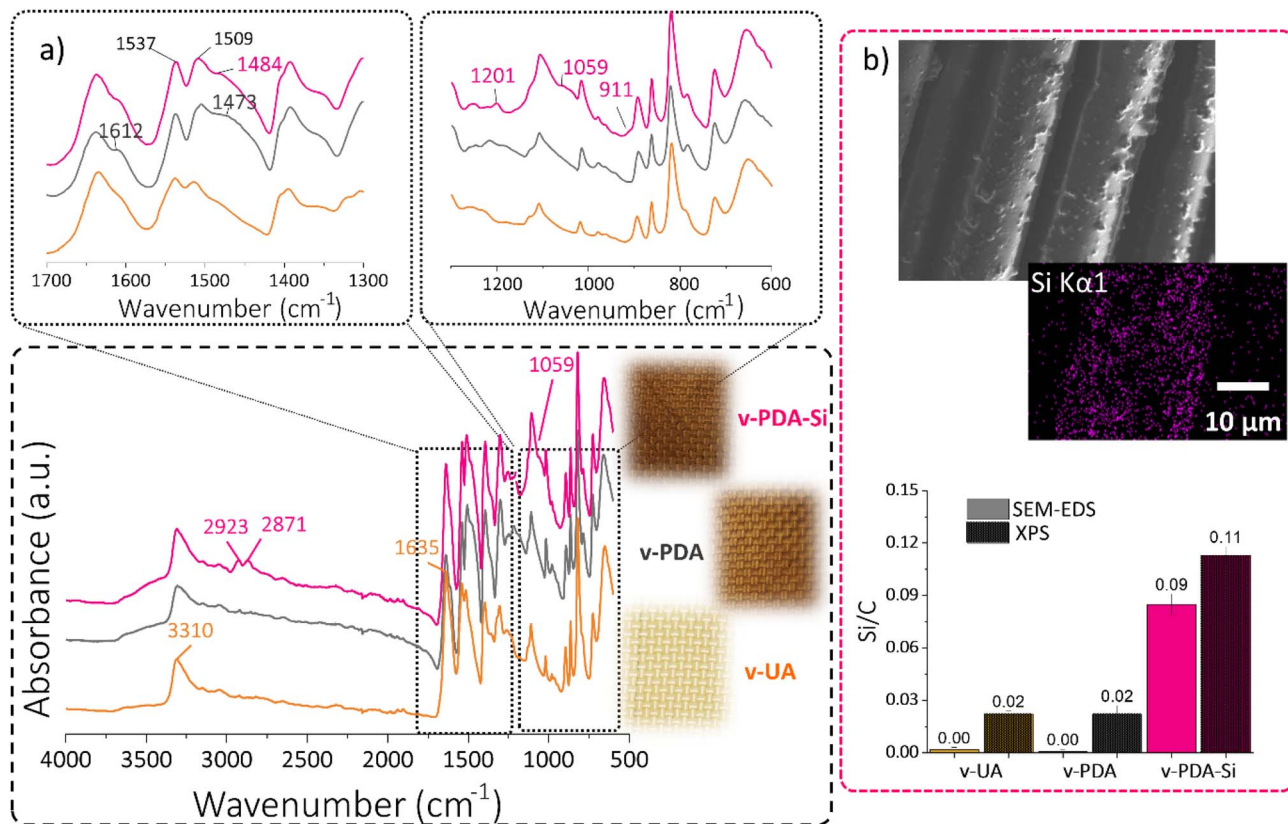 a)
1537
1509
1484
1473
1612
1700 1600 1500 1400 1300
Wavenumber (cm⁻¹)
1201
1059
911
1200 1000 800 600
Wavenumber (cm⁻¹)
Absorbance (a.u.)
2923
2871
3310
1635
1059
v-PDA-Si
v-PDA
v-UA
4000 3500 3000 2500 2000 1500 1000 500
Wavenumber (cm⁻¹)
b)
Si Kα1
10 μm
Si/C
0.15
0.12
0.09
0.06
0.03
0.00
SEM-EDS
XPS
0.00
0.02
0.00
0.02
0.09
0.11
v-UA v-PDA v-PDA-Si